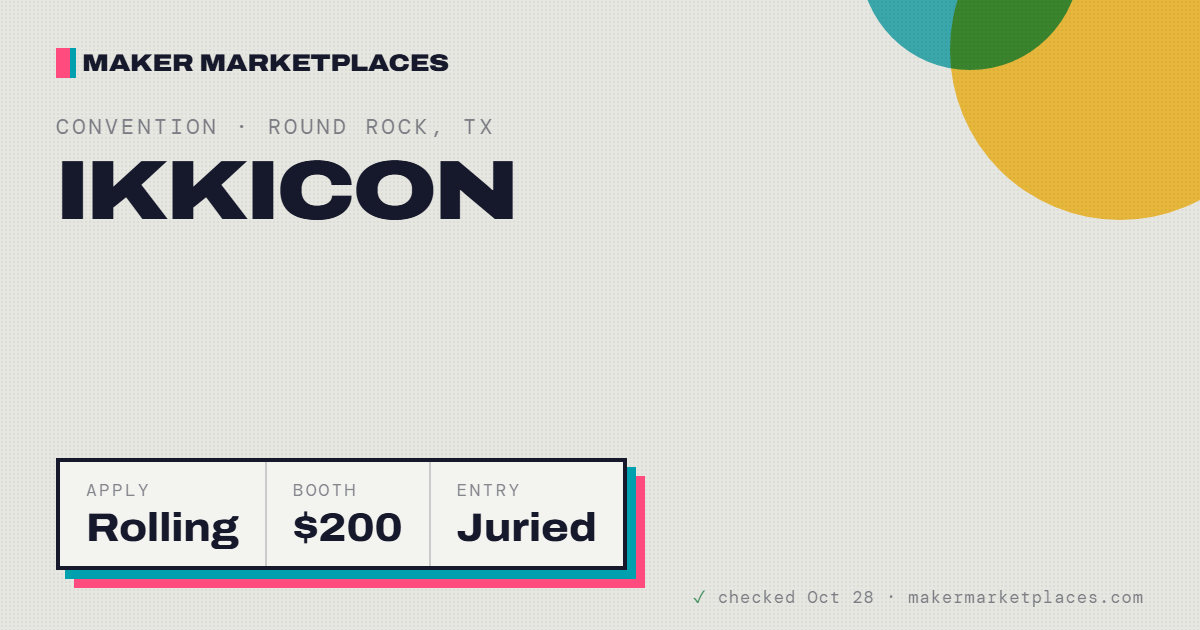 MAKER MARKETPLACES
CONVENTION · ROUND ROCK, TX
IKKICON
APPLY BOOTH ENTRY
Rolling $200 Juried
✓ checked Oct 28 · makermarketplaces.com